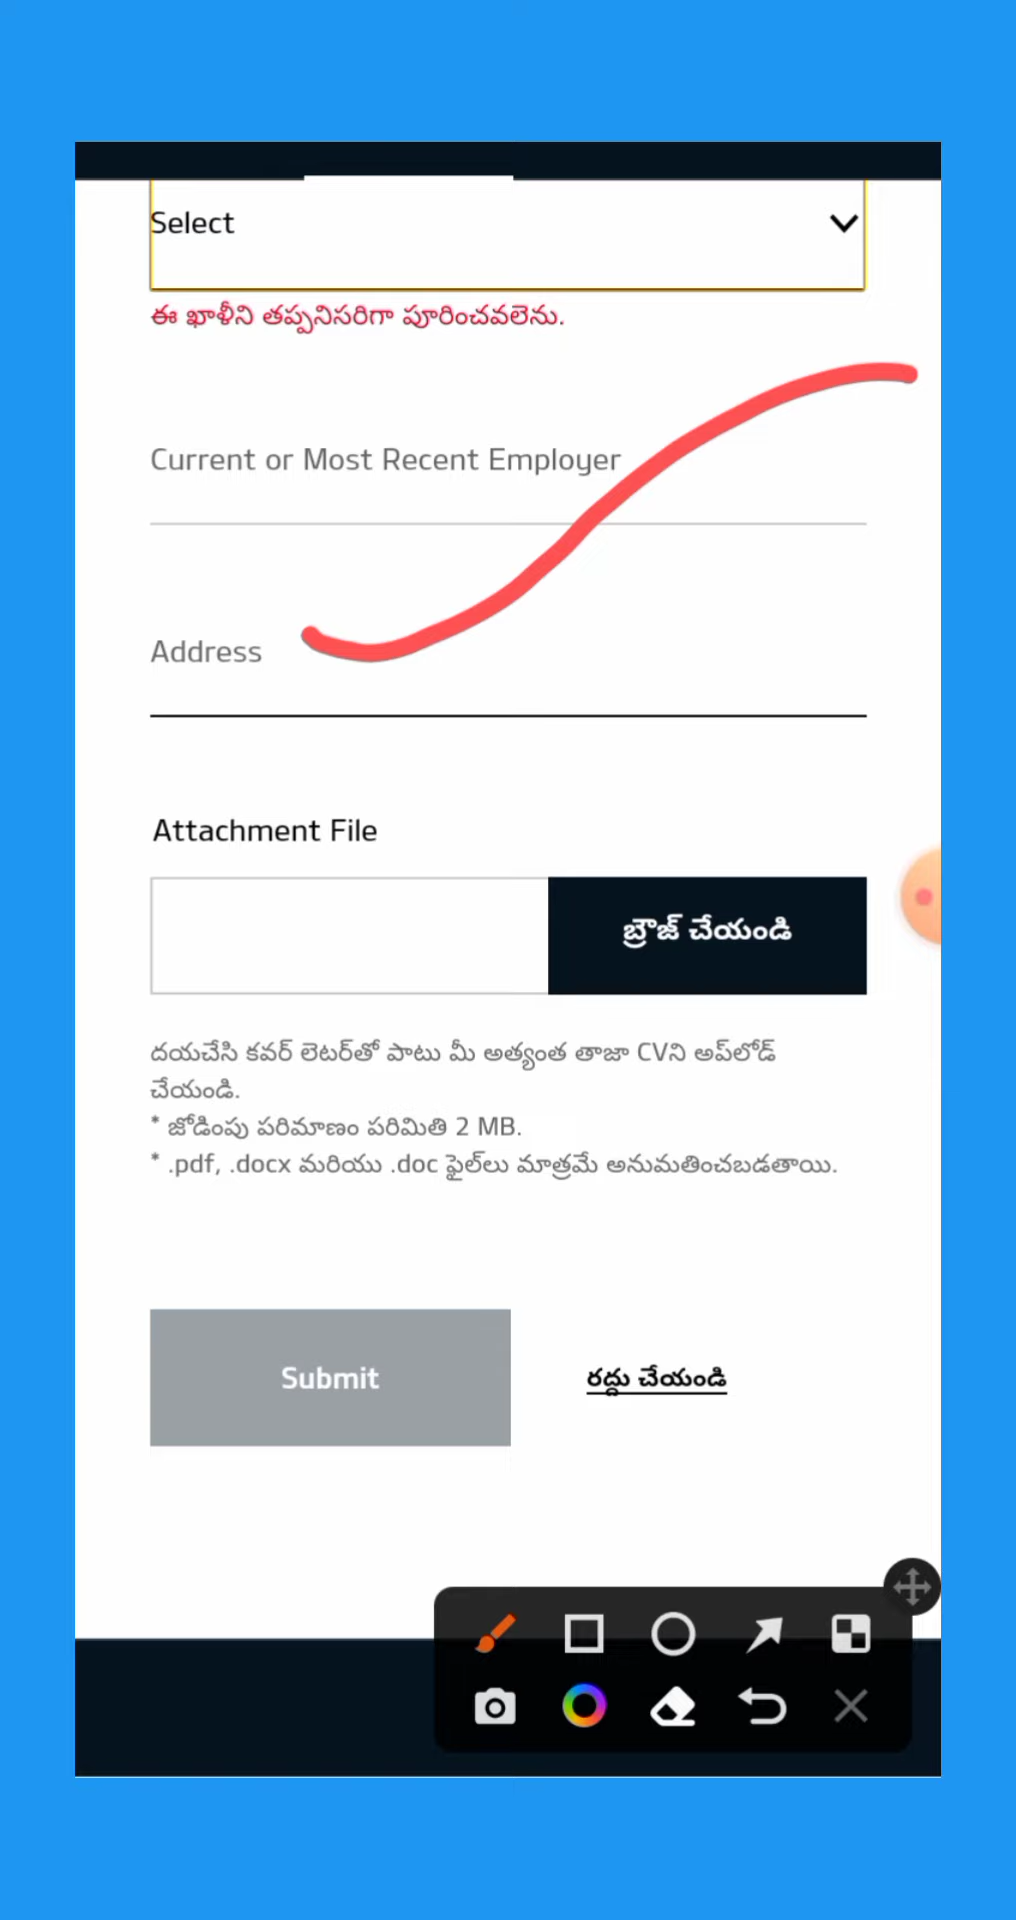 Select
ఈ ఖాళీని తప్పనిసరిగా పూరించవలెను.
Current or Most Recent Employer
Address
Attachment File
బ్రౌజ్ చేయండి
దయచేసి కవర్ లెటర్‌తో పాటు మీ అత్యంత తాజా CVని అప్‌లోడ్
చేయండి.
* జోడింపు పరిమాణం పరిమితి 2 MB.
* .pdf, .docx మరియు .doc ఫైల్‌లు మాత్రమే అనుమతించబడతాయి.
Submit
రద్దు చేయండి